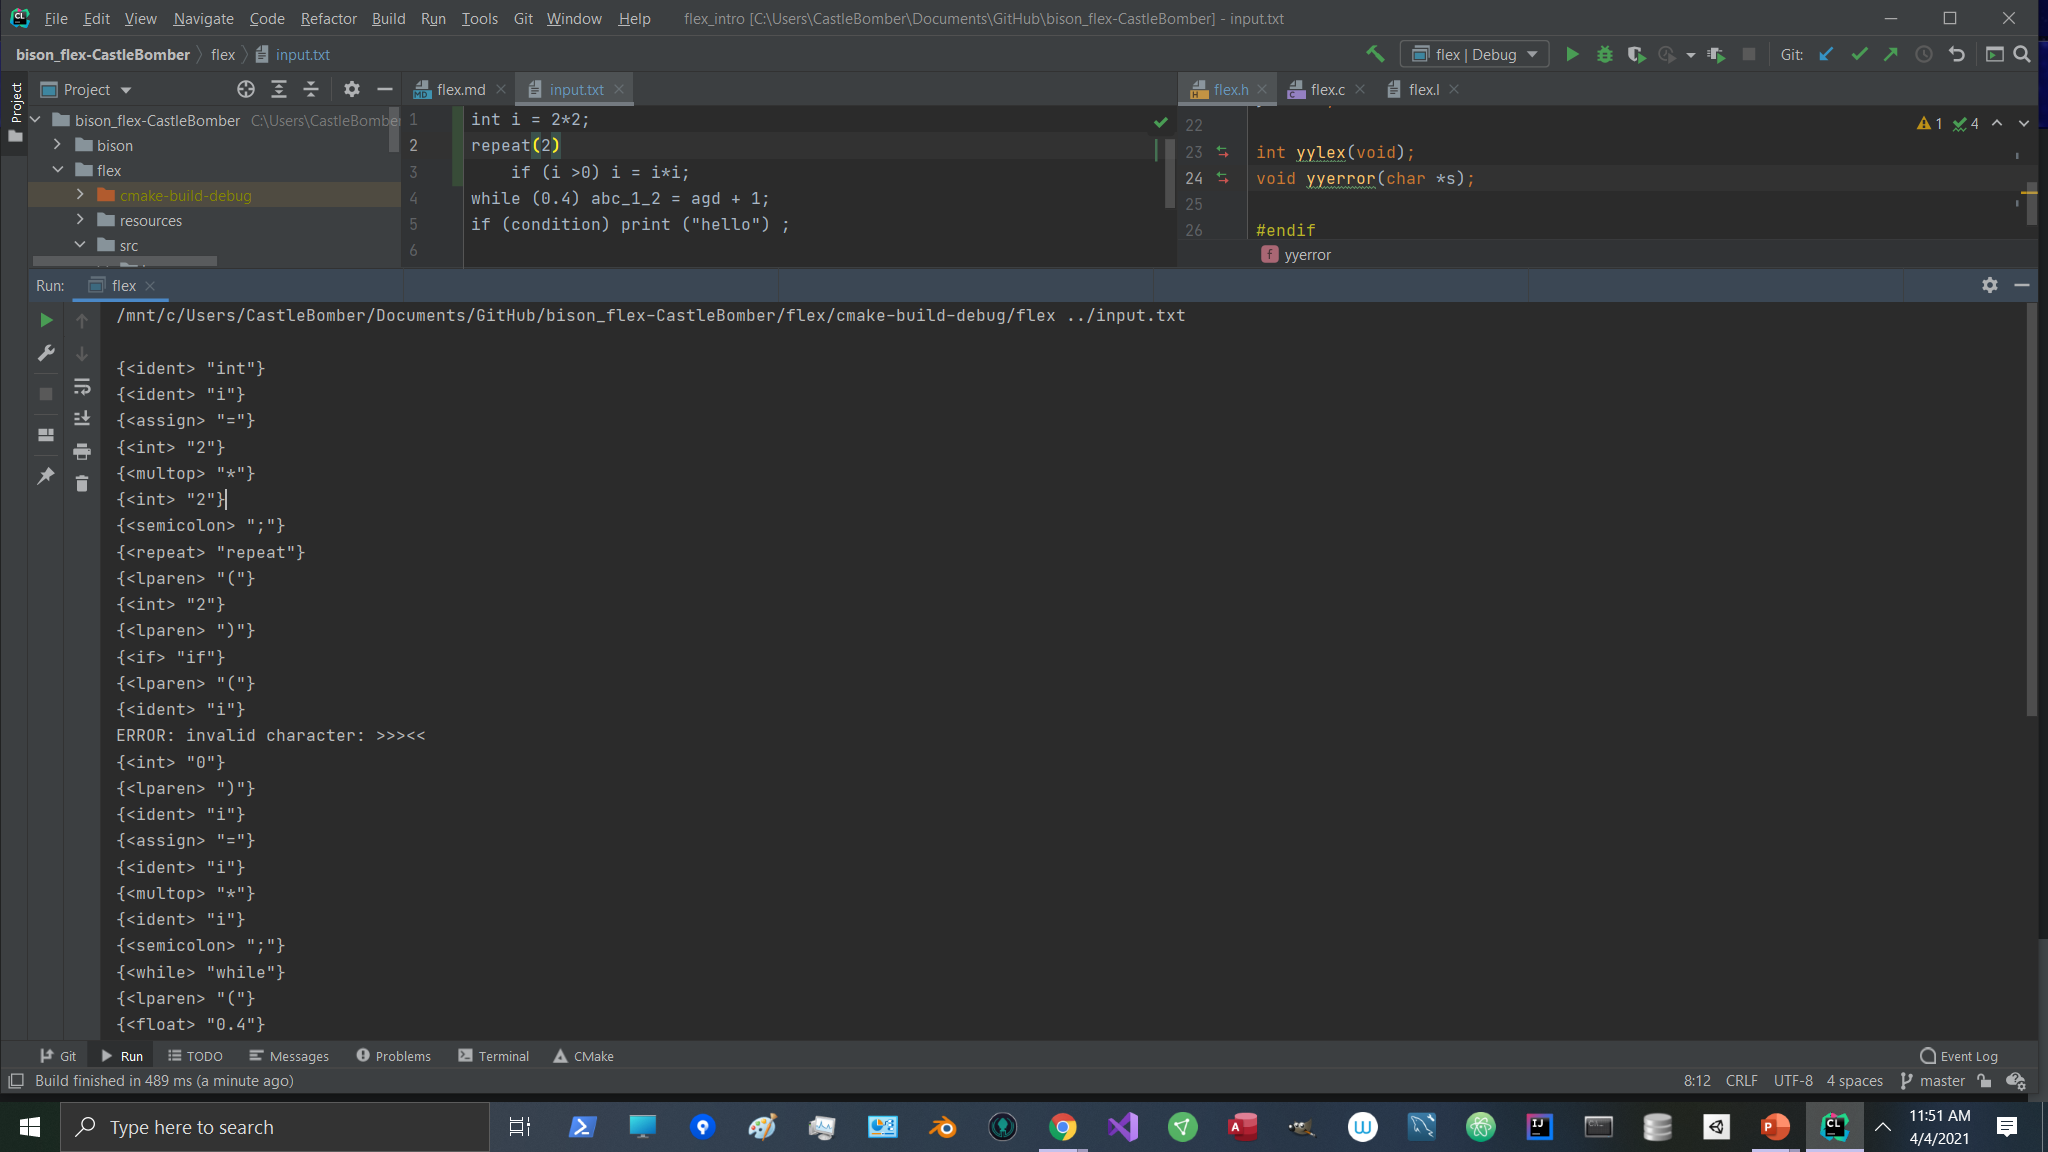 File Edit View Navigate Code Refactor Build Run Tools Git Window Help flex_intro [C:\Users\CastleBomber\Documents\GitHub\bison_flex-CastleBomber] - input.txt
bison_flex-CastleBomber flex input.txt flex | Debug Git:
Project
Project flex.md input.txt flex.h flex.c flex.l
bison_flex-CastleBomber C:\Users\CastleBomber
bison
flex
cmake-build-debug
resources
src
1 int i = 2*2;
2 repeat(2)
3 if (i >0) i = i*i;
4 while (0.4) abc_1_2 = agd + 1;
5 if (condition) print ("hello") ;
6
22 1 4
23 int yylex(void);
24 void yyerror(char *s);
25
26 #endif
yyerror
Run: flex
/mnt/c/Users/CastleBomber/Documents/GitHub/bison_flex-CastleBomber/flex/cmake-build-debug/flex ../input.txt
{<ident> "int"}
{<ident> "i"}
{<assign> "="}
{<int> "2"}
{<multop> "*"}
{<int> "2"}
{<semicolon> ";"}
{<repeat> "repeat"}
{<lparen> "("}
{<int> "2"}
{<lparen> ")"}
{<if> "if"}
{<lparen> "("}
{<ident> "i"}
ERROR: invalid character: >>><<
{<int> "0"}
{<lparen> ")"}
{<ident> "i"}
{<assign> "="}
{<ident> "i"}
{<multop> "*"}
{<ident> "i"}
{<semicolon> ";"}
{<while> "while"}
{<lparen> "("}
{<float> "0.4"}
Git Run TODO Messages Problems Terminal CMake Event Log
Build finished in 489 ms (a minute ago) 8:12 CRLF UTF-8 4 spaces master
Type here to search
11:51 AM
4/4/2021